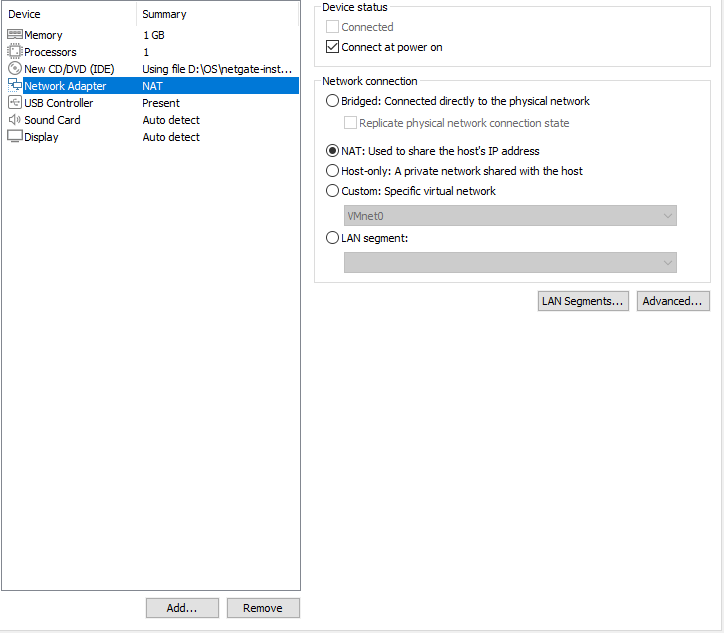 Device Summary
Memory 1 GB
Processors 1
New CD/DVD (IDE) Using file D:\OS\netgate-inst...
Network Adapter NAT
USB Controller Present
Sound Card Auto detect
Display Auto detect
Add... Remove
Device status
Connected
Connect at power on
Network connection
Bridged: Connected directly to the physical network
Replicate physical network connection state
NAT: Used to share the host's IP address
Host-only: A private network shared with the host
Custom: Specific virtual network
VMnet0
LAN segment:
LAN Segments... Advanced...